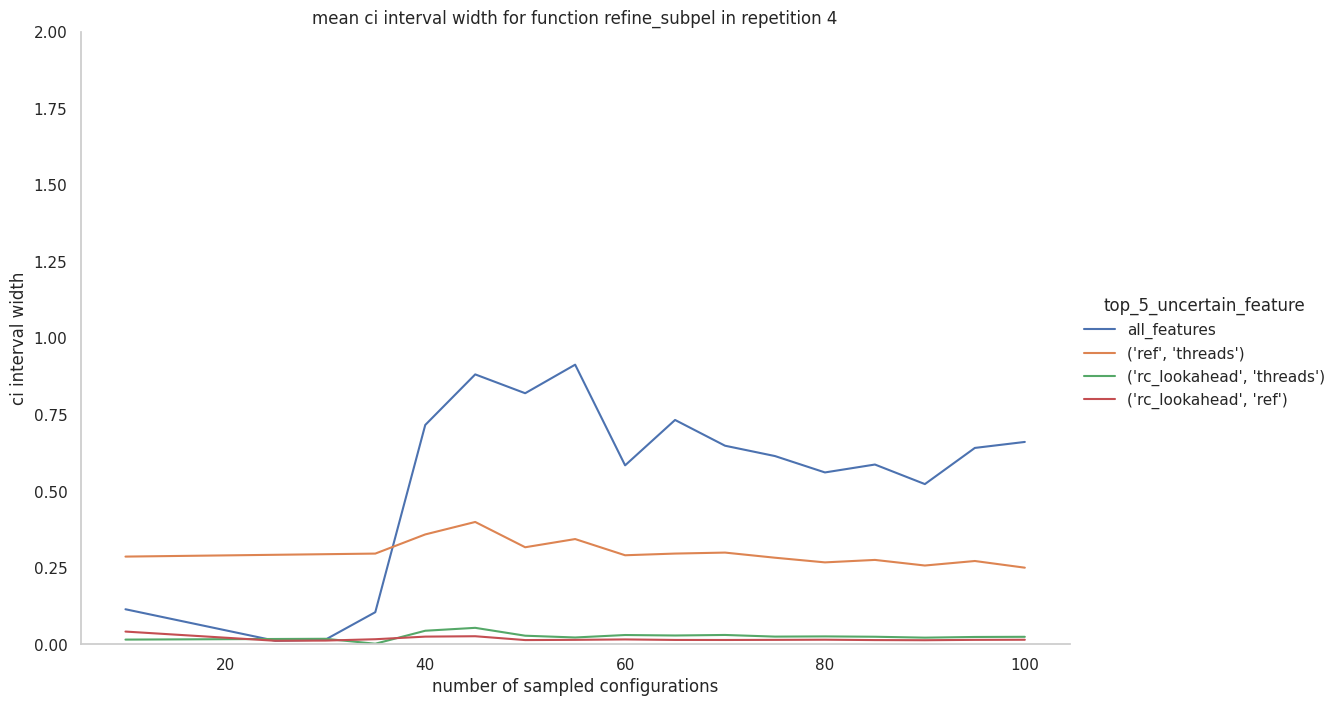 mean ci interval width for function refine_subpel in repetition 4
2.00
1.75
1.50
1.25
1.00
0.75
0.50
0.25
0.00
ci interval width
20
40
60
80
100
number of sampled configurations
top_5_uncertain_feature
all_features
('ref', 'threads')
('rc_lookahead', 'threads')
('rc_lookahead', 'ref')